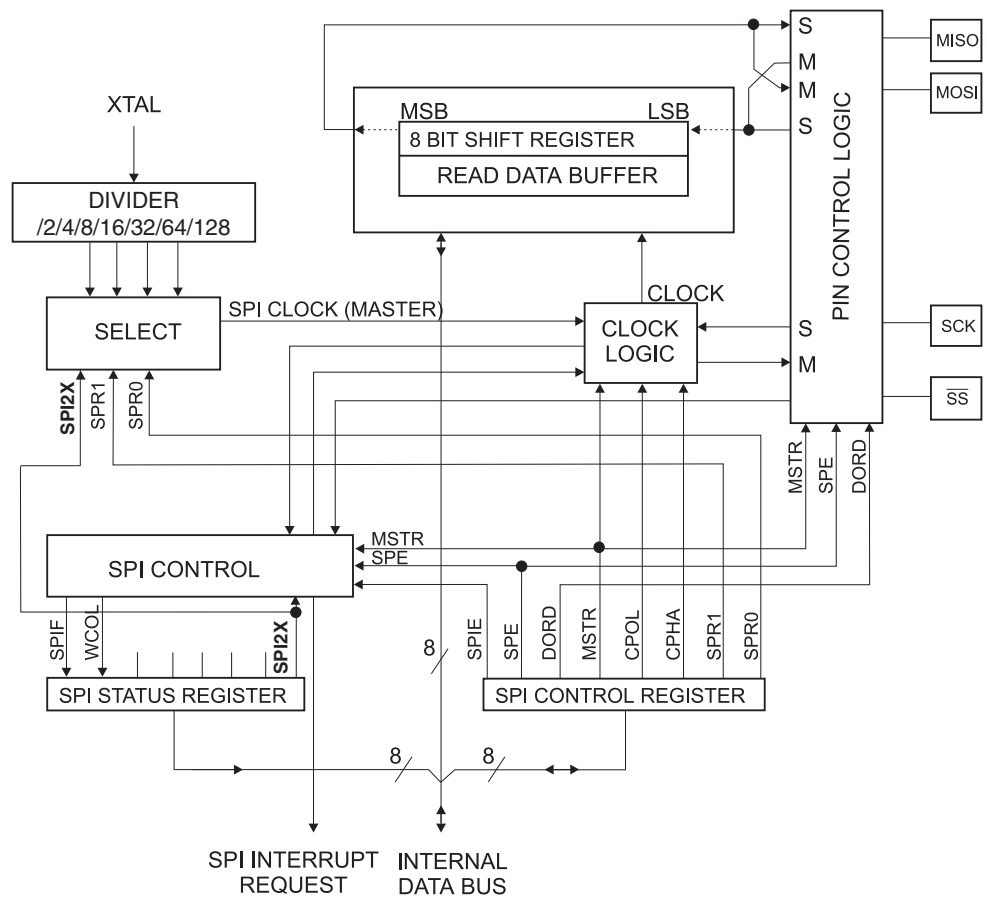 S
MISO
M
MOSI
M
S
XTAL
MSB
LSB
8 BIT SHIFT REGISTER
READ DATA BUFFER
DIVIDER
/2/4/8/16/32/64/128
PIN CONTROL LOGIC
SPI CLOCK (MASTER)
CLOCK
SELECT
CLOCK
LOGIC
S
M
SCK
SS
SPI2X
SPR1
SPR0
MSTR
SPE
DORD
MSTR
SPE
SPI CONTROL
SPIF
WCOL
SPI2X
SPIE
SPE
DORD
MSTR
CPOL
CPHA
SPR1
SPR0
8
SPI STATUS REGISTER
SPI CONTROL REGISTER
8
8
SPI INTERRUPT
REQUEST
INTERNAL
DATA BUS